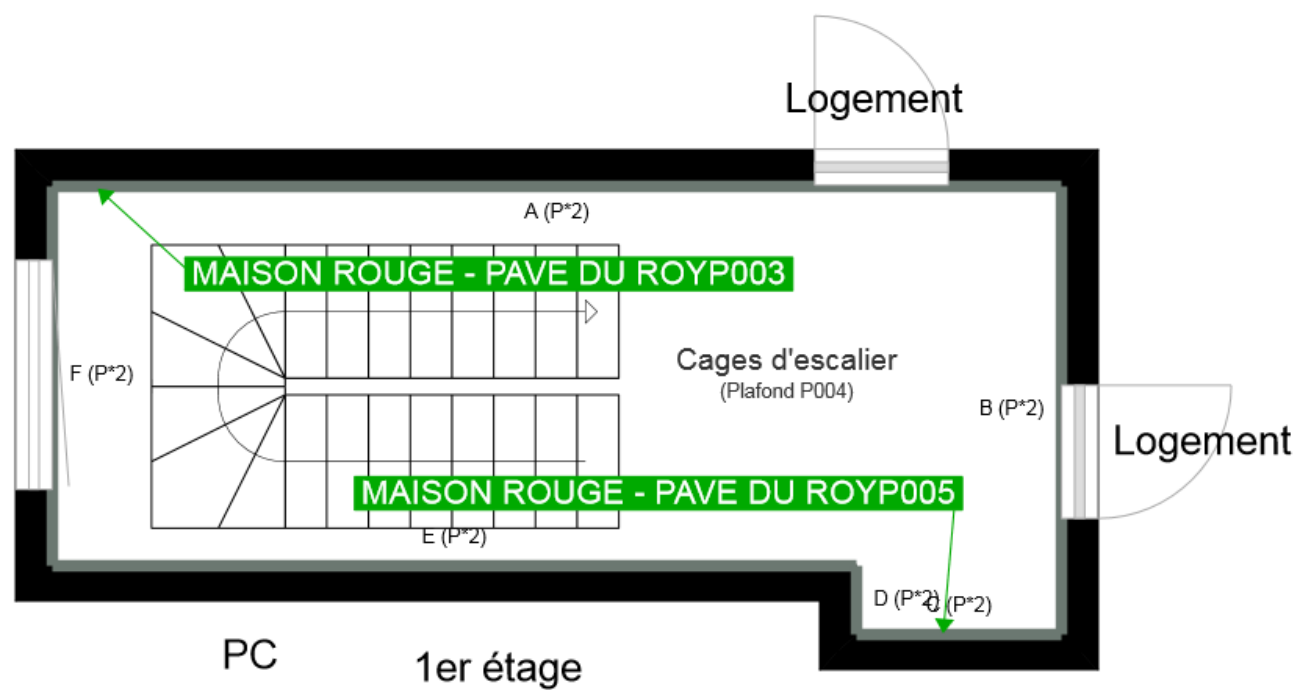 Logement
A (P*2)
MAISON ROUGE - PAVE DU ROYP003
Cages d'escalier
(Plafond P004)
F (P*2)
B (P*2)
Logement
MAISON ROUGE - PAVE DU ROYP005
E (P*2)
D (P*2)
C (P*2)
PC
1er étage